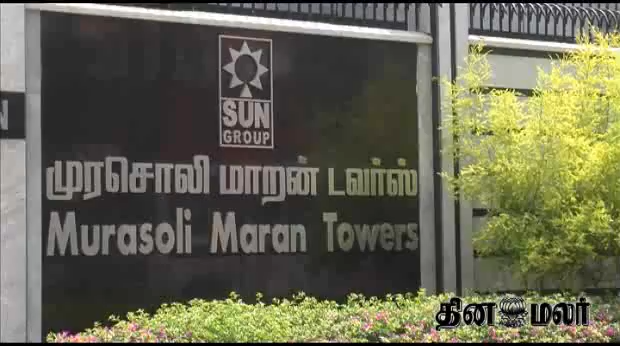 SUN
GROUP
N
முரசொலி மாறன் டவர்ஸ்
Murasoli Maran Towers
தினமலர்